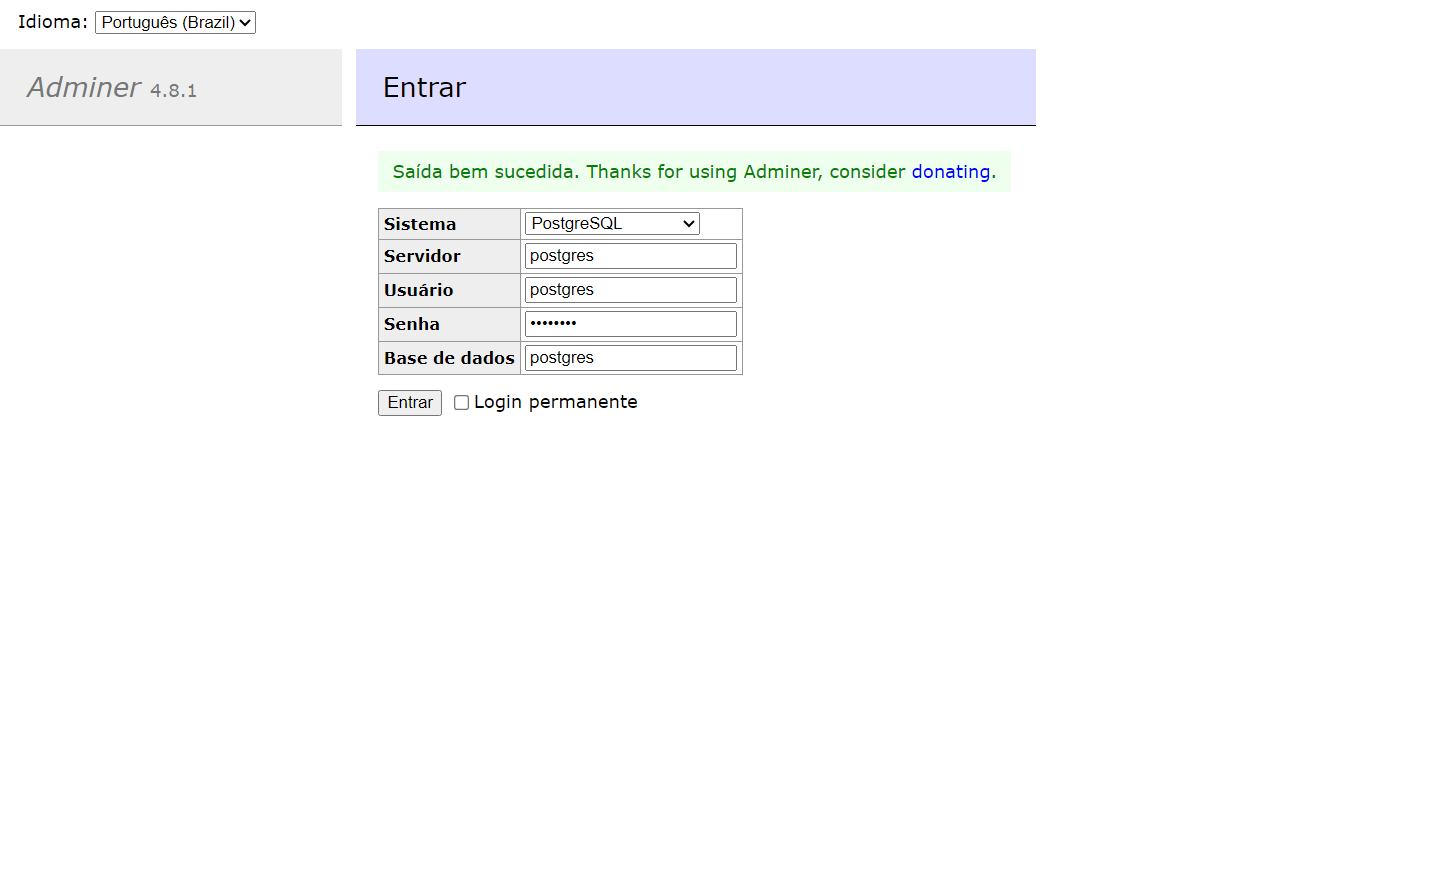 Idioma: Português (Brazil)
Adminer 4.8.1
Entrar
Saída bem sucedida. Thanks for using Adminer, consider donating.
Sistema PostgreSQL
Servidor postgres
Usuário postgres
Senha ••••••••
Base de dados postgres
Entrar Login permanente